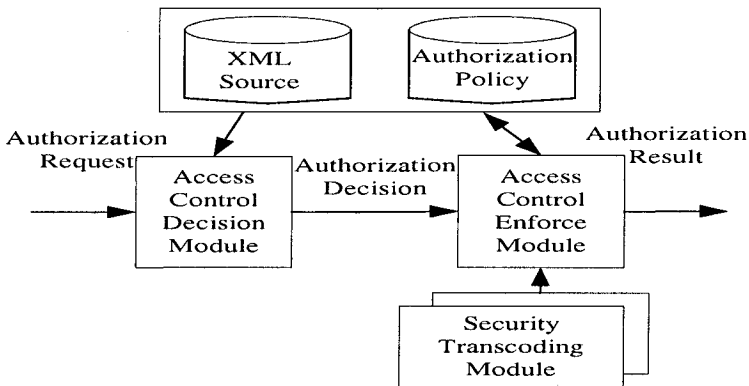 XML
Source
Authorization
Policy
Authorization
Request
Access
Control
Decision
Module
Authorization
Decision
Access
Control
Enforce
Module
Authorization
Result
Security
Transcoding
Module